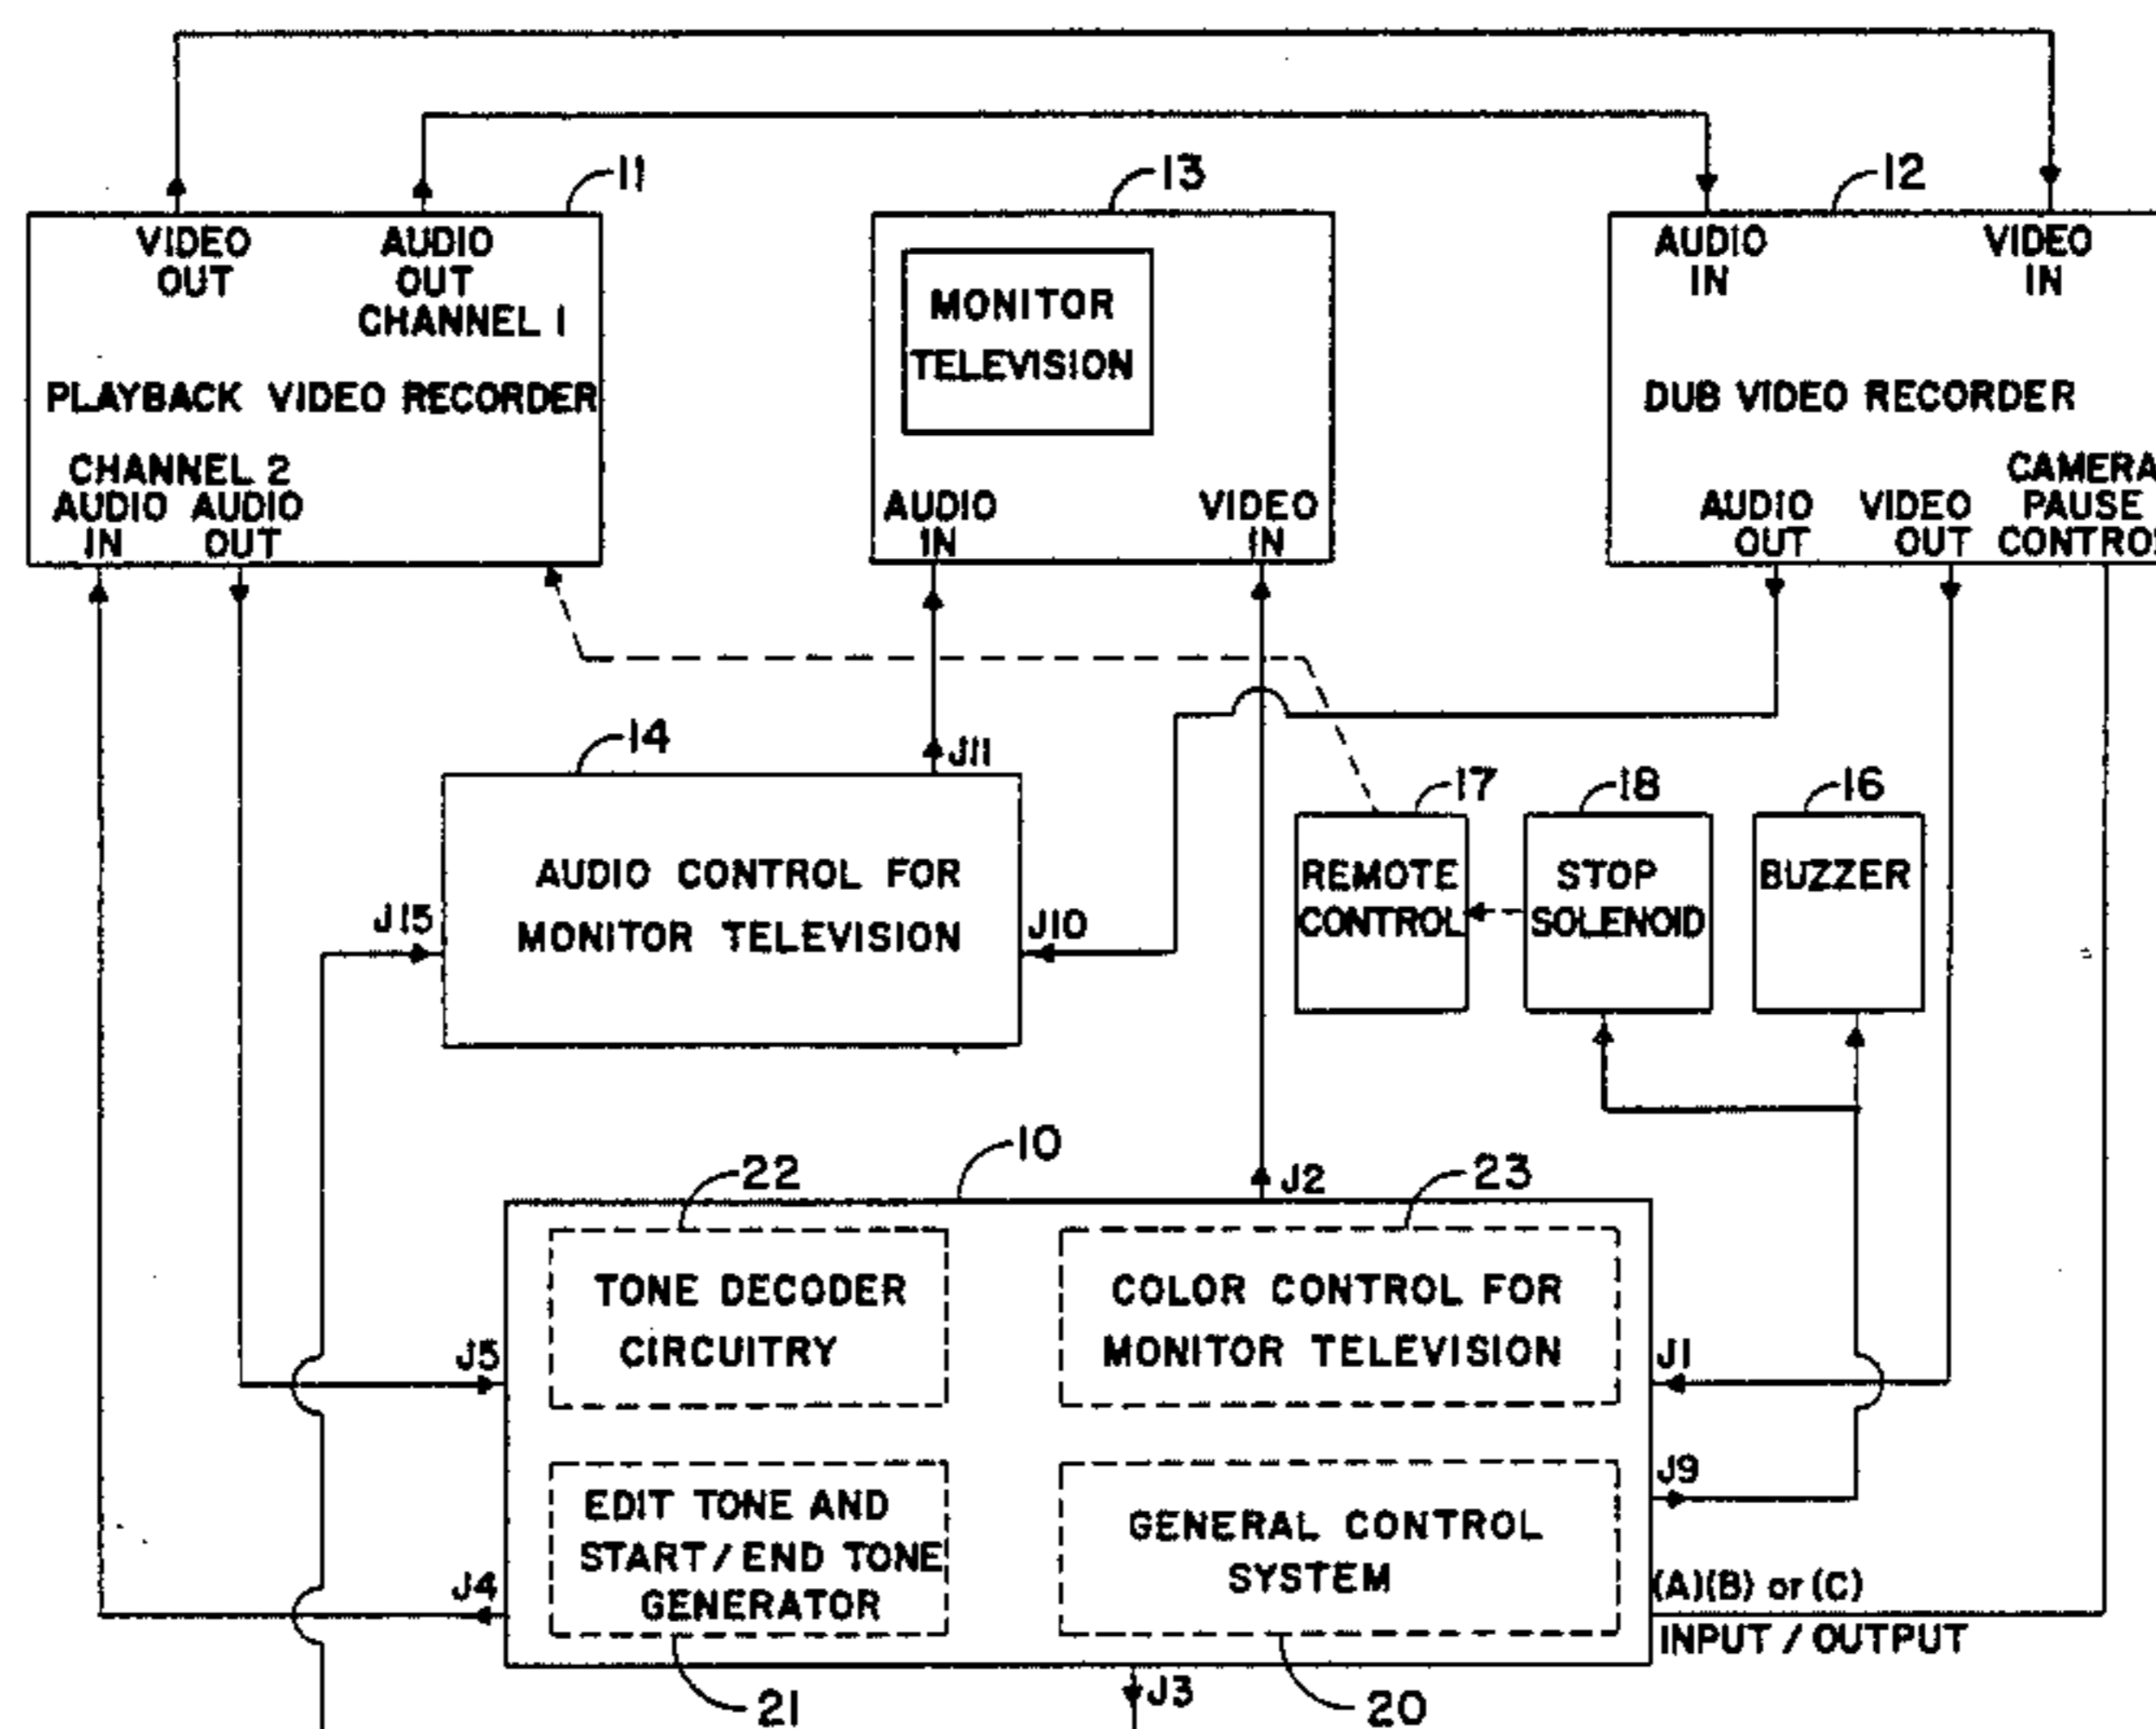 11
13
12
VIDEO
OUT
AUDIO
OUT
CHANNEL 1
PLAYBACK VIDEO RECORDER
CHANNEL 2
AUDIO AUDIO
IN OUT
MONITOR
TELEVISION
AUDIO
IN
VIDEO
IN
AUDIO
IN
VIDEO
IN
DUB VIDEO RECORDER
AUDIO
OUT
VIDEO
OUT
CAMERA
PAUSE
CONTRO
14
J11
17
18
16
AUDIO CONTROL FOR
MONITOR TELEVISION
J15
J10
REMOTE
CONTROL
STOP
SOLENOID
BUZZER
10
J2
22
23
TONE DECODER
CIRCUITRY
COLOR CONTROL FOR
MONITOR TELEVISION
J5
J1
J9
EDIT TONE AND
START / END TONE
GENERATOR
GENERAL CONTROL
SYSTEM
J4
(A)(B) or (C)
INPUT / OUTPUT
21
J3
20